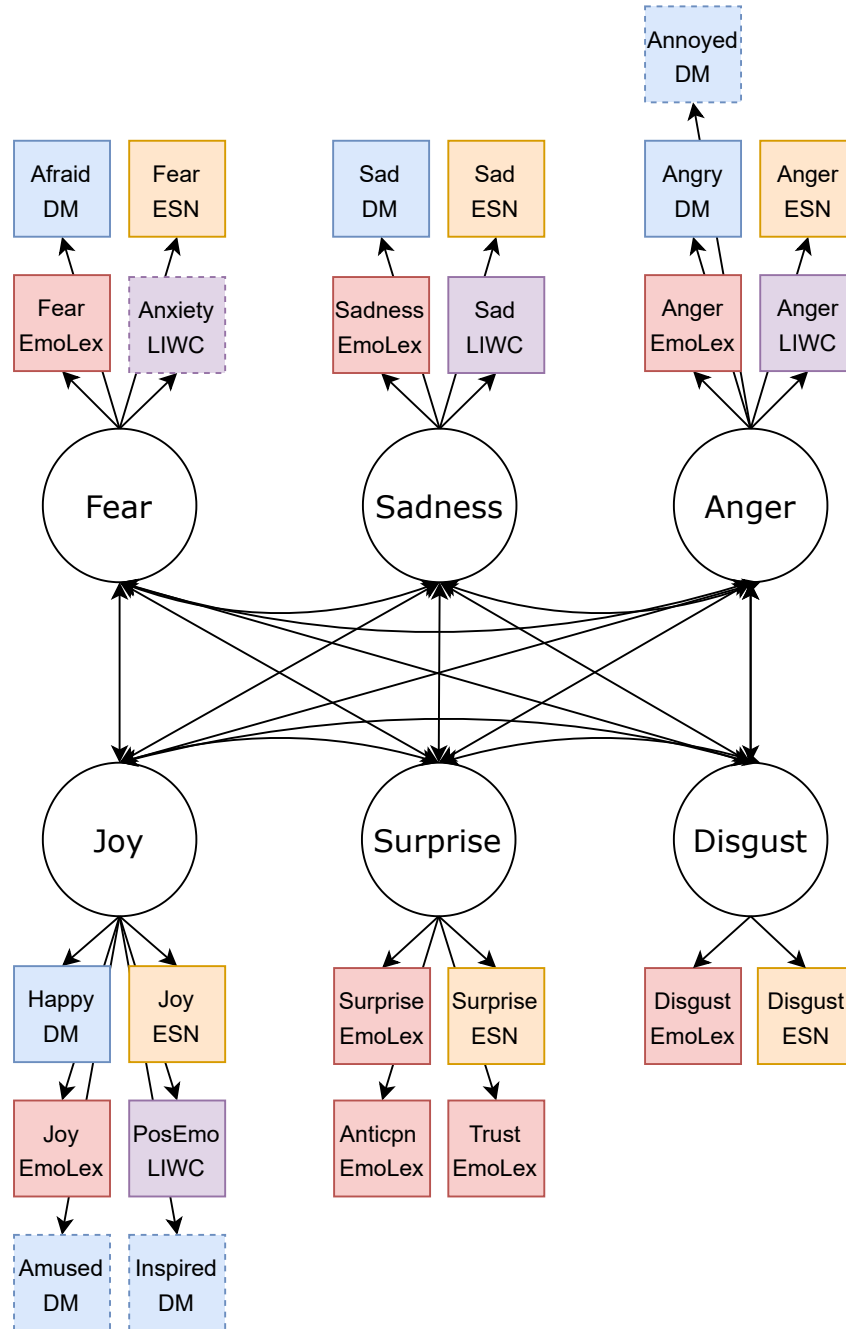 Annoyed
DM
Afraid
DM
Fear
ESN
Sad
DM
Sad
ESN
Angry
DM
Anger
ESN
Fear
EmoLex
Anxiety
LIWC
Sadness
EmoLex
Sad
LIWC
Anger
EmoLex
Anger
LIWC
Fear
Sadness
Anger
Joy
Surprise
Disgust
Happy
DM
Joy
ESN
Surprise
EmoLex
Surprise
ESN
Disgust
EmoLex
Disgust
ESN
Joy
EmoLex
PosEmo
LIWC
Anticpn
EmoLex
Trust
EmoLex
Amused
DM
Inspired
DM